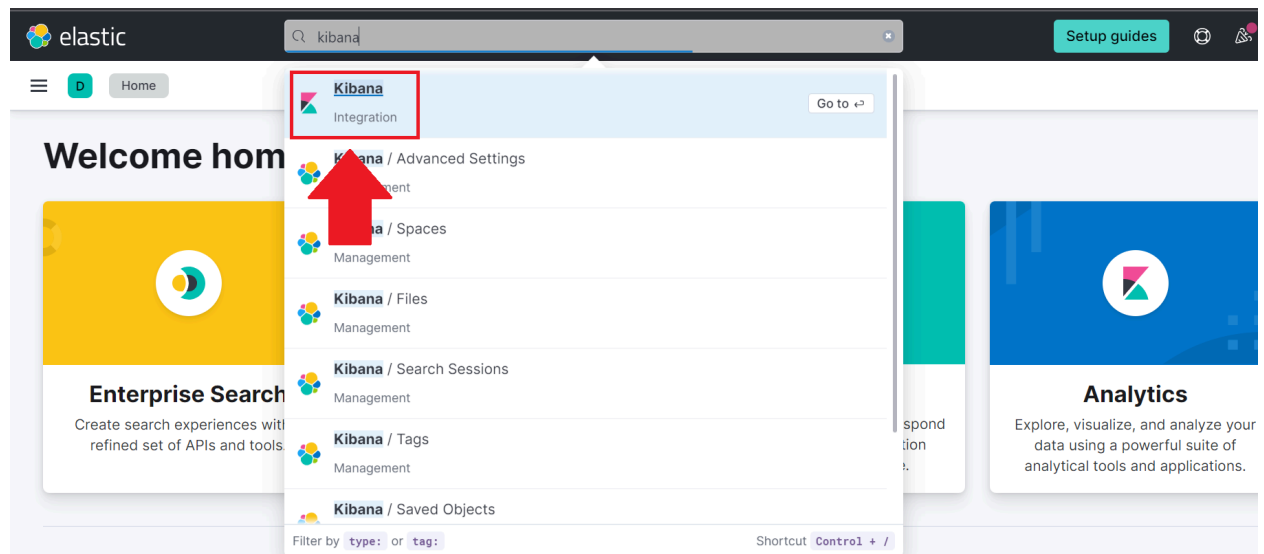 elastic
kibana
Setup guides
D
Home
Welcome hom
Kibana
Integration
Go to
Kibana / Advanced Settings
/ Spaces
Management
Kibana / Files
Management
Kibana / Search Sessions
Management
Kibana / Tags
Management
Kibana / Saved Objects
Filter by type: or tag:
Shortcut Control + /
Enterprise Search
Create search experiences with
refined set of APIs and tools.
spond
tion
Analytics
Explore, visualize, and analyze your
data using a powerful suite of
analytical tools and applications.